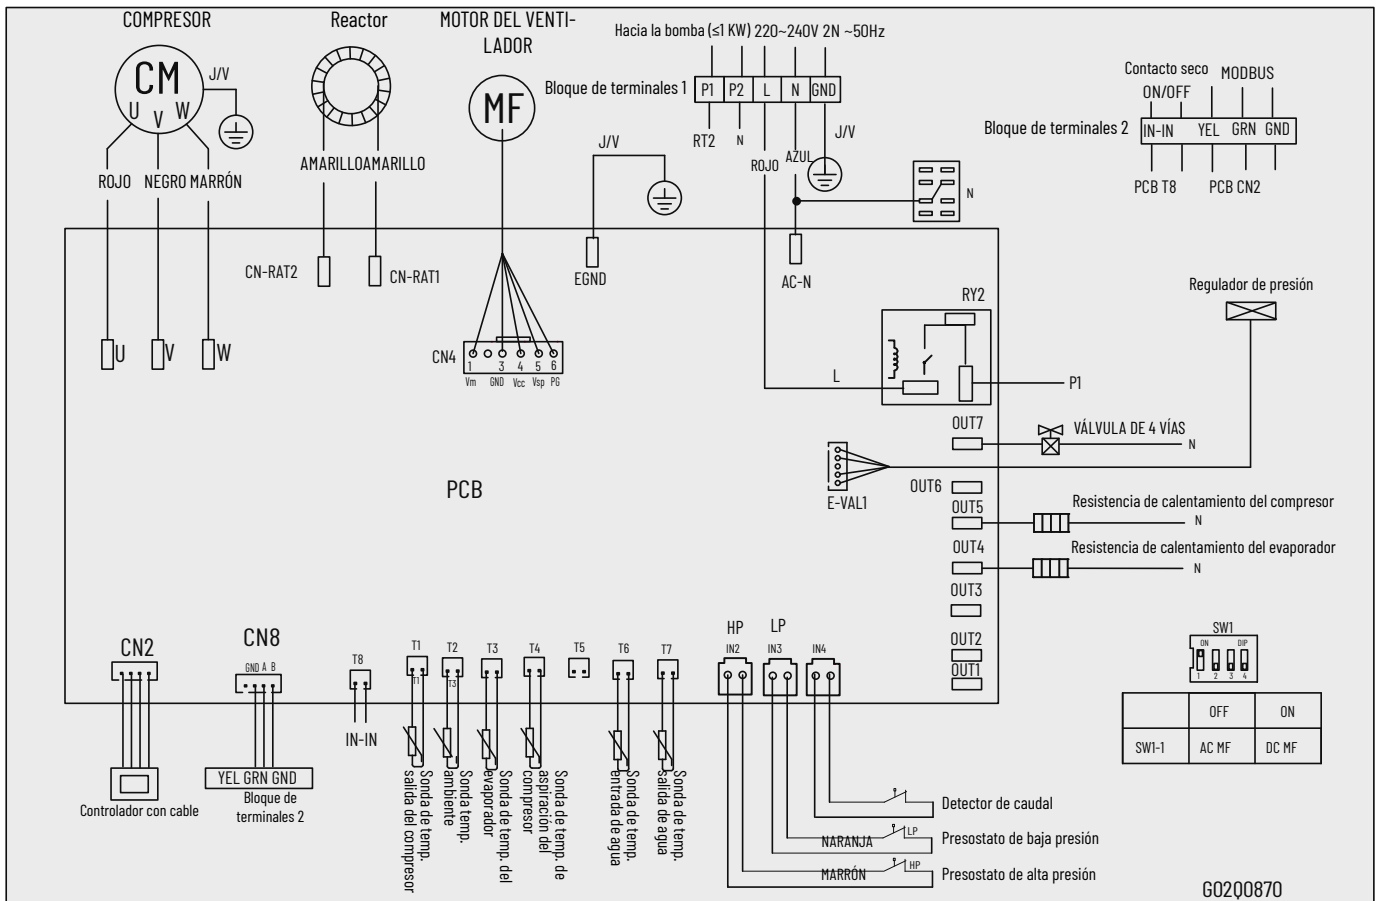 COMPRESOR
Reactor
MOTOR DEL VENTI-
LADOR
Hacia la bomba (≤1 KW) 220~240V 2N ~50Hz
Bloque de terminales 1
P1 P2 L N GND
RT2
N
ROJO
AZUL
J/V
Contacto seco
ON/OFF
MODBUS
Bloque de terminales 2
IN-IN YEL GRN GND
PCB T8
PCB CN2
CM
U V W
J/V
ROJO
NEGRO
MARRÓN
AMARILLO
AMARILLO
MF
J/V
N
CN-RAT2
CN-RAT1
EGND
AC-N
U
V
W
CN4
1 3 4 5 6
Vm GND Vcc Vsp PG
RY2
L
P1
Regulador de presión
OUT7
VÁLVULA DE 4 VÍAS
N
E-VAL1
OUT6
OUT5
Resistencia de calentamiento del compresor
N
OUT4
Resistencia de calentamiento del evaporador
N
OUT3
OUT2
OUT1
PCB
CN2
CN8
GND A B
T8
T1
T1
T2
T3
T3
T4
T5
T6
T7
HP
IN2
LP
IN3
IN4
IN-IN
Controlador con cable
YEL GRN GND
Bloque de
terminales 2
Sonda de temp.
salida del compresor
Sonda temp.
ambiente
Sonda de temp. del
evaporador
Sonda de temp. de
aspiración del
compresor
Sonda de temp.
entrada de agua
Sonda de temp.
salida de agua
Detector de caudal
NARANJA
LP
Presostato de baja presión
MARRÓN
HP
Presostato de alta presión
SW1
ON DIP
1 2 3 4
OFF ON
SW1-1 AC MF DC MF
G02Q0870